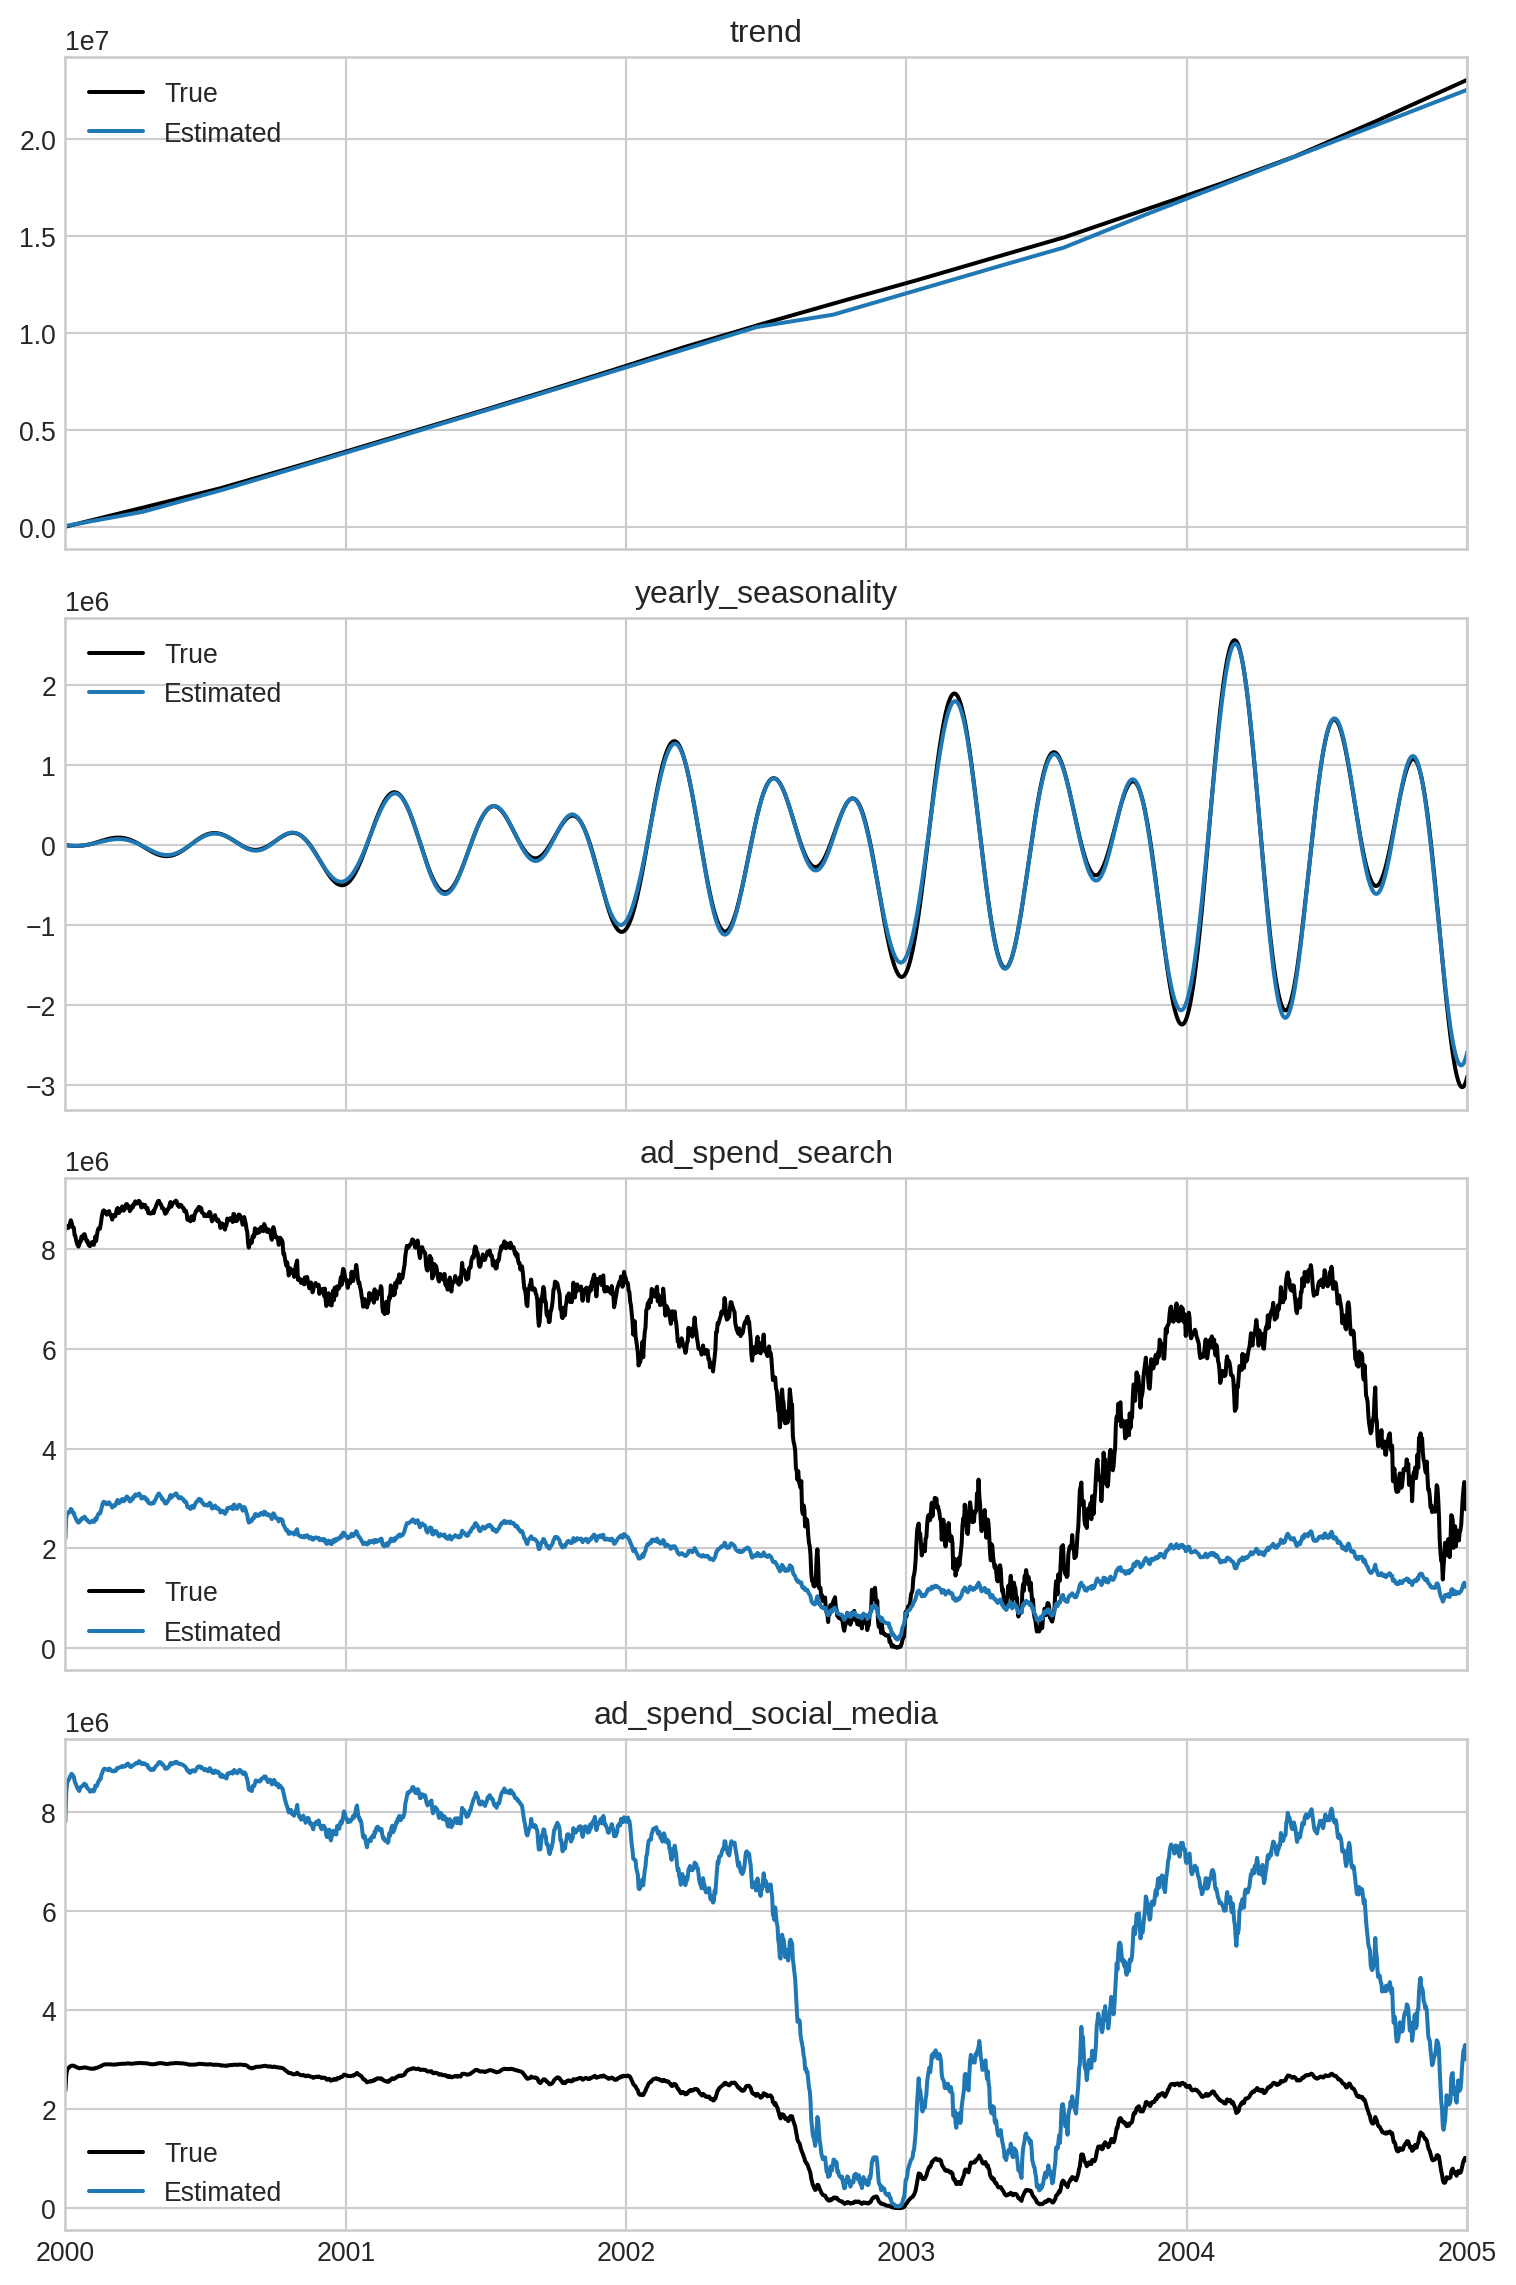 trend
1e7
True
Estimated
2.0
1.5
1.0
0.5
0.0
yearly_seasonality
1e6
True
Estimated
2
1
0
−1
−2
−3
ad_spend_search
1e6
8
6
4
2
0
True
Estimated
ad_spend_social_media
1e6
8
6
4
2
0
True
Estimated
2000 2001 2002 2003 2004 2005